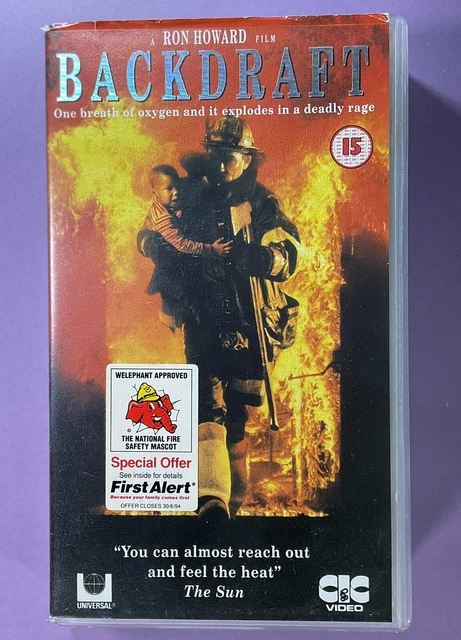 A RON HOWARD FILM
BACKDRAFT
One breath of oxygen and it explodes in a deadly rage
15
WELEPHANT APPROVED
©
THE NATIONAL FIRE
SAFETY MASCOT
Special Offer
See inside for details
First Alert®
Because your family comes first
OFFER CLOSES 30/6/94
“You can almost reach out
and feel the heat”
The Sun
UNIVERSAL®
CIC
VIDEO